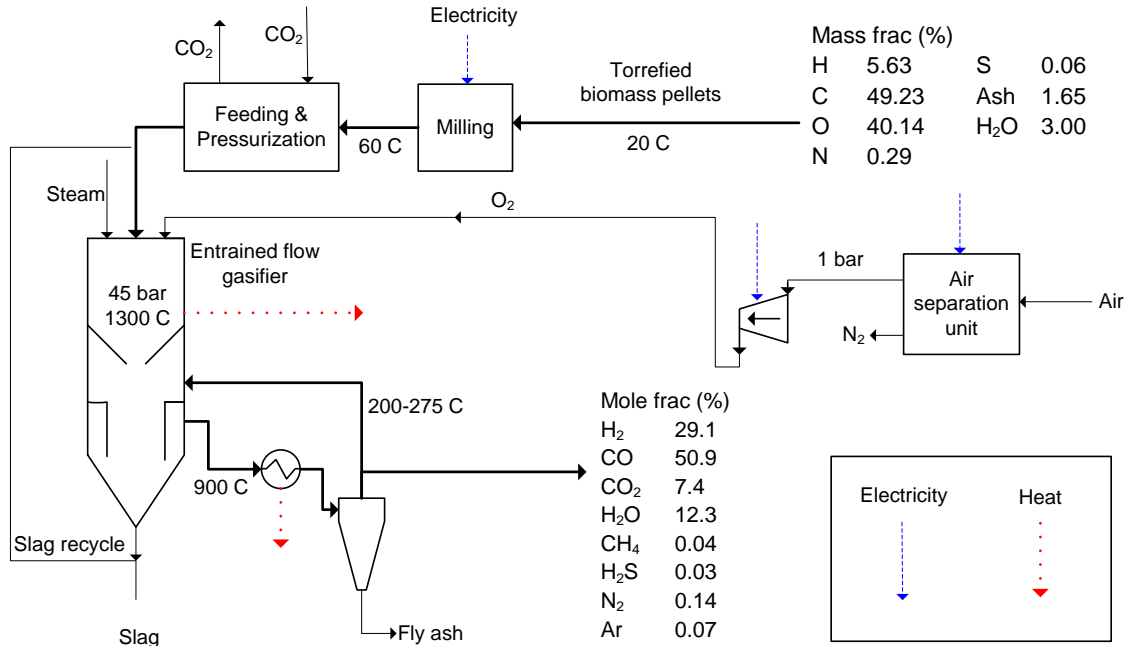 CO₂
CO₂
Electricity
Torrefied
biomass pellets
Mass frac (%)
H 5.63 S 0.06
C 49.23 Ash 1.65
O 40.14 H₂O 3.00
N 0.29
Feeding &
Pressurization
60 C
Milling
20 C
Steam
O₂
Entrained flow
gasifier
45 bar
1300 C
1 bar
Air
separation
unit
Air
N₂
200-275 C
900 C
Mole frac (%)
H₂ 29.1
CO 50.9
CO₂ 7.4
H₂O 12.3
CH₄ 0.04
H₂S 0.03
N₂ 0.14
Ar 0.07
Electricity
Heat
Slag recycle
Slag
Fly ash